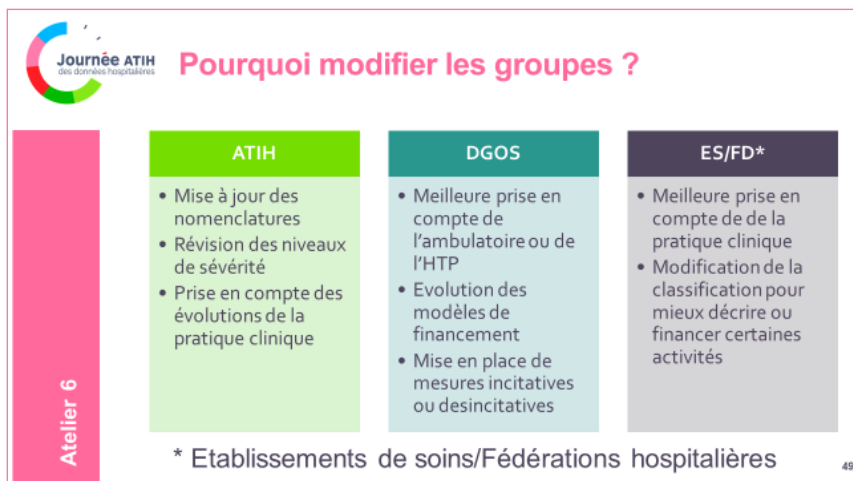 Journée ATIH
des données hospitalières
Pourquoi modifier les groupes ?
Atelier 6
ATIH
• Mise à jour des
nomenclatures
• Révision des niveaux
de sévérité
• Prise en compte des
évolutions de la
pratique clinique
DGOS
• Meilleure prise en
compte de
l'ambulatoire ou de
l'HTP
• Evolution des
modèles de
financement
• Mise en place de
mesures incitatives
ou desincitatives
ES/FD*
• Meilleure prise en
compte de de la
pratique clinique
• Modification de la
classification pour
mieux décrire ou
financer certaines
activités
* Etablissements de soins/Fédérations hospitalières
49